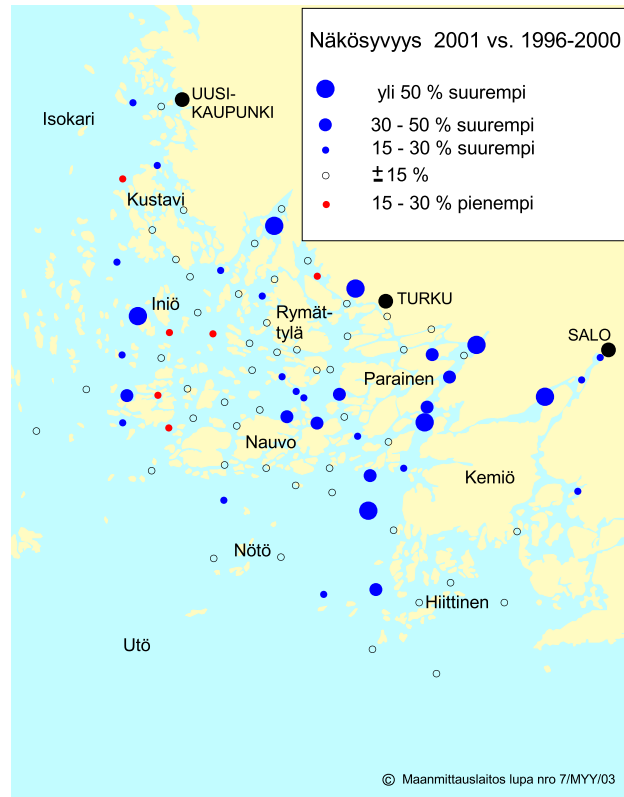 Näkösyvyys 2001 vs. 1996-2000
yli 50 % suurempi
30 - 50 % suurempi
15 - 30 % suurempi
± 15 %
15 - 30 % pienempi
UUSI-
KAUPUNKI
Isokari
Kustavi
Iniö
Rymät-
tylä
TURKU
SALO
Parainen
Nauvo
Kemiö
Nötö
Hiittinen
Utö
© Maanmittauslaitos lupa nro 7/MYY/03